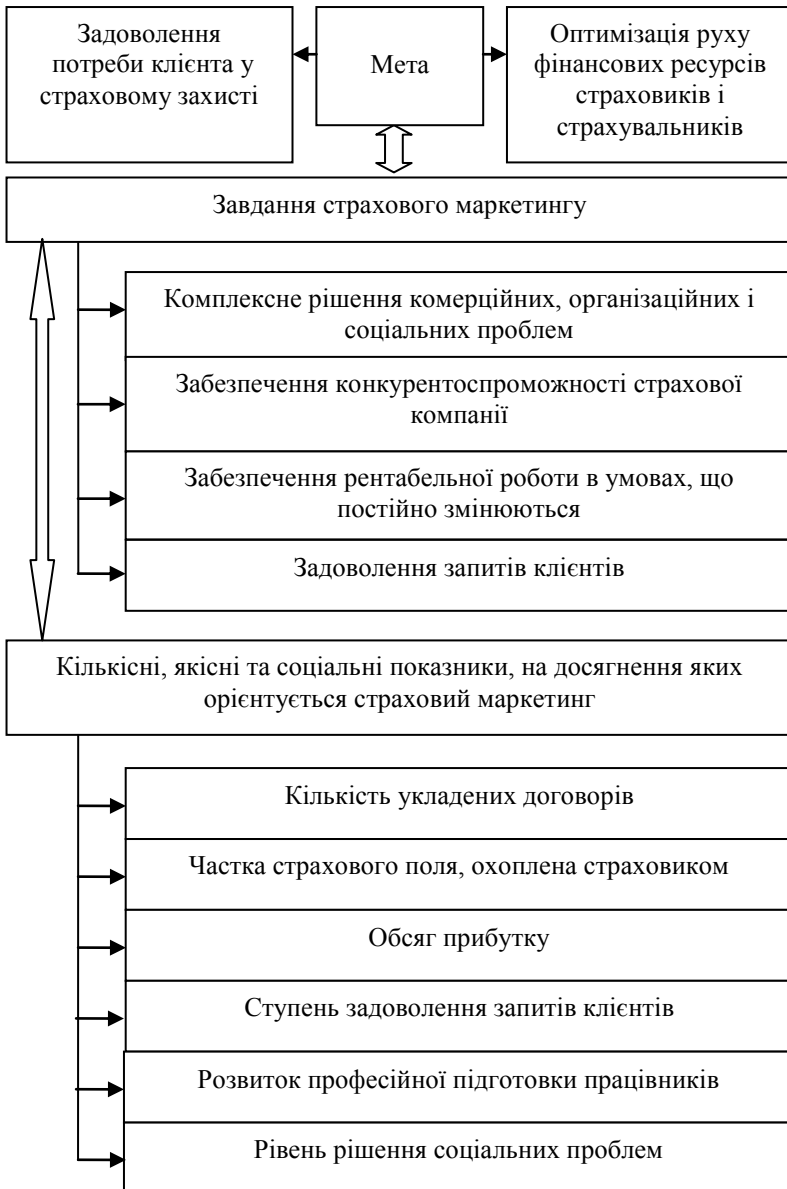 Задоволення
потреби клієнта у
страховому захисті
Мета
Оптимізація руху
фінансових ресурсів
страховиків і
страхувальників
Завдання страхового маркетингу
Комплексне рішення комерційних, організаційних і
соціальних проблем
Забезпечення конкурентоспроможності страхової
компанії
Забезпечення рентабельної роботи в умовах, що
постійно змінюються
Задоволення запитів клієнтів
Кількісні, якісні та соціальні показники, на досягнення яких
орієнтується страховий маркетинг
Кількість укладених договорів
Частка страхового поля, охоплена страховиком
Обсяг прибутку
Ступень задоволення запитів клієнтів
Розвиток професійної підготовки працівників
Рівень рішення соціальних проблем